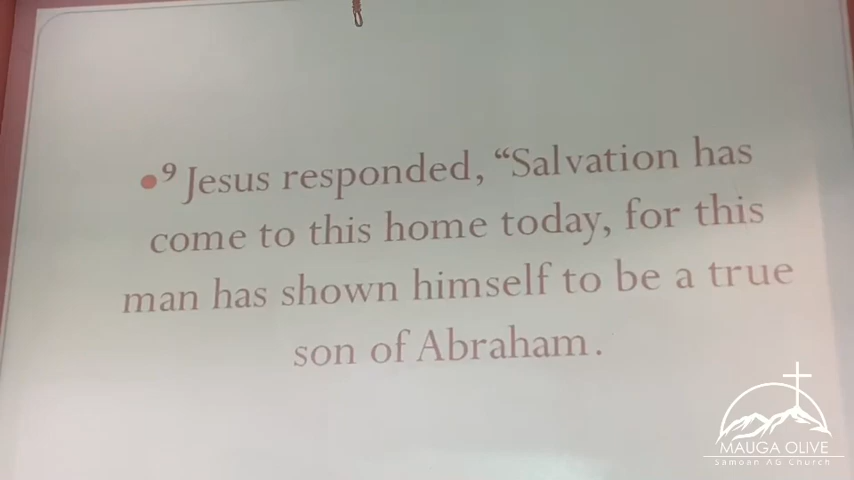 ⁹ Jesus responded, “Salvation has
come to this home today, for this
man has shown himself to be a true
son of Abraham.
MAUGA OLIVE
Samoan AG Church